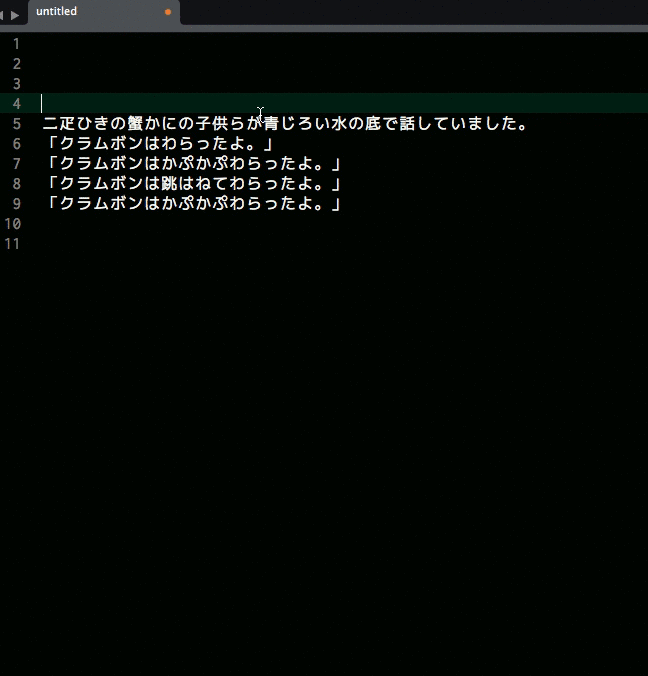 untitled
1
2
3
4
5 二疋ひきの蟹かにの子供らが青じろい水の底で話していました。
6 「クラムボンはわらったよ。」
7 「クラムボンはかぷかぷわらったよ。」
8 「クラムボンは跳はねてわらったよ。」
9 「クラムボンはかぷかぷわらったよ。」
10
11